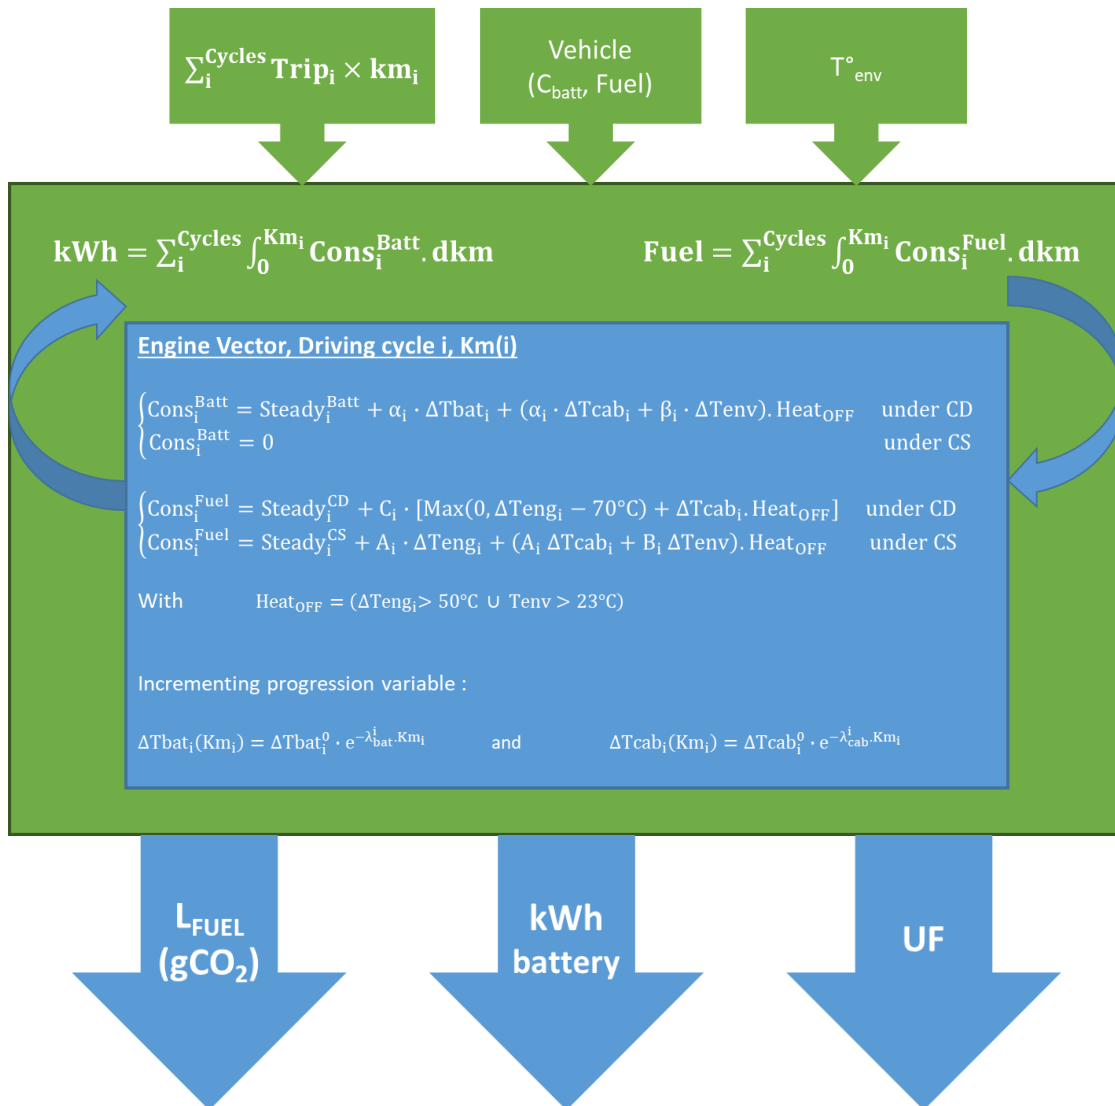 ∑ᵢ^Cycles Tripᵢ × kmᵢ
Vehicle
(C_batt, Fuel)
T°_env
kWh = ∑ᵢ^Cycles ∫₀^Kmᵢ Consᵢ^Batt. dkm
Fuel = ∑ᵢ^Cycles ∫₀^Kmᵢ Consᵢ^Fuel. dkm
Engine Vector, Driving cycle i, Km(i)
Consᵢ^Batt = Steadyᵢ^Batt + αᵢ · ΔTbatᵢ + (αᵢ · ΔTcabᵢ + βᵢ · ΔTenv). Heat_OFF under CD
Consᵢ^Batt = 0 under CS
Consᵢ^Fuel = Steadyᵢ^CD + Cᵢ · [Max(0, ΔTengᵢ − 70°C) + ΔTcabᵢ. Heat_OFF] under CD
Consᵢ^Fuel = Steadyᵢ^CS + Aᵢ · ΔTengᵢ + (Aᵢ ΔTcabᵢ + Bᵢ ΔTenv). Heat_OFF under CS
With Heat_OFF = (ΔTengᵢ > 50°C ∪ Tenv > 23°C)
Incrementing progression variable :
ΔTbatᵢ(Kmᵢ) = ΔTbatᵢ⁰ · e^(−λ_bat^i.Kmᵢ) and ΔTcabᵢ(Kmᵢ) = ΔTcabᵢ⁰ · e^(−λ_cab^i.Kmᵢ)
L_FUEL
(gCO₂)
kWh
battery
UF